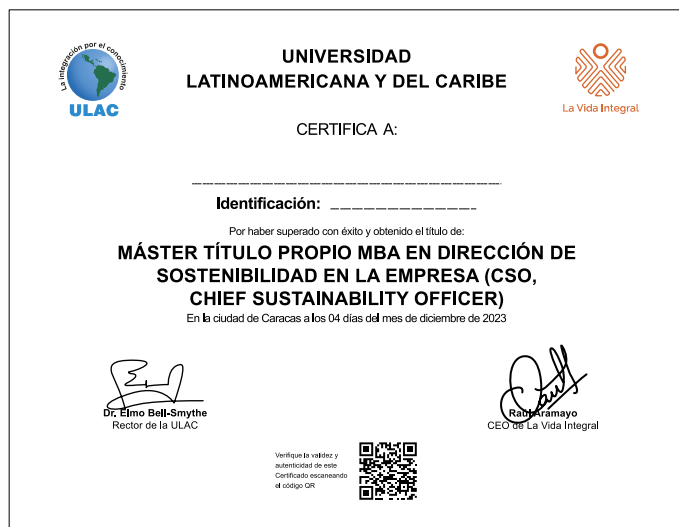 La integración por el conocimiento
ULAC
UNIVERSIDAD
LATINOAMERICANA Y DEL CARIBE
La Vida Integral
CERTIFICA A:
Identificación:
Por haber superado con éxito y obtenido el título de:
MÁSTER TÍTULO PROPIO MBA EN DIRECCIÓN DE
SOSTENIBILIDAD EN LA EMPRESA (CSO,
CHIEF SUSTAINABILITY OFFICER)
En la ciudad de Caracas a los 04 días del mes de diciembre de 2023
Dr. Elmo Bell-Smythe
Rector de la ULAC
Raúl Aramayo
CEO de La Vida Integral
Verifique la validez y
autenticidad de este
Certificado escaneando
el código QR